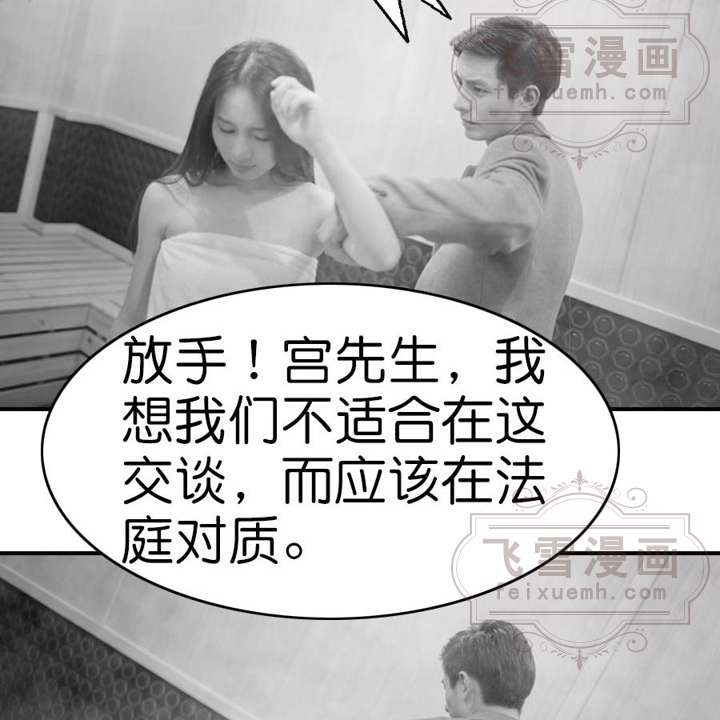 飞雪漫画
feixuemh.com
放手！宫先生，我
想我们不适合在这
交谈，而应该在法
庭对质。
飞雪漫画
feixuemh.com